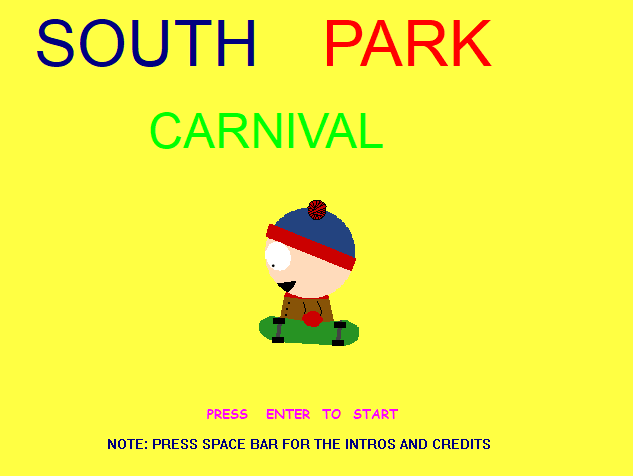 SOUTH PARK
CARNIVAL
PRESS ENTER TO START
NOTE: PRESS SPACE BAR FOR THE INTROS AND CREDITS